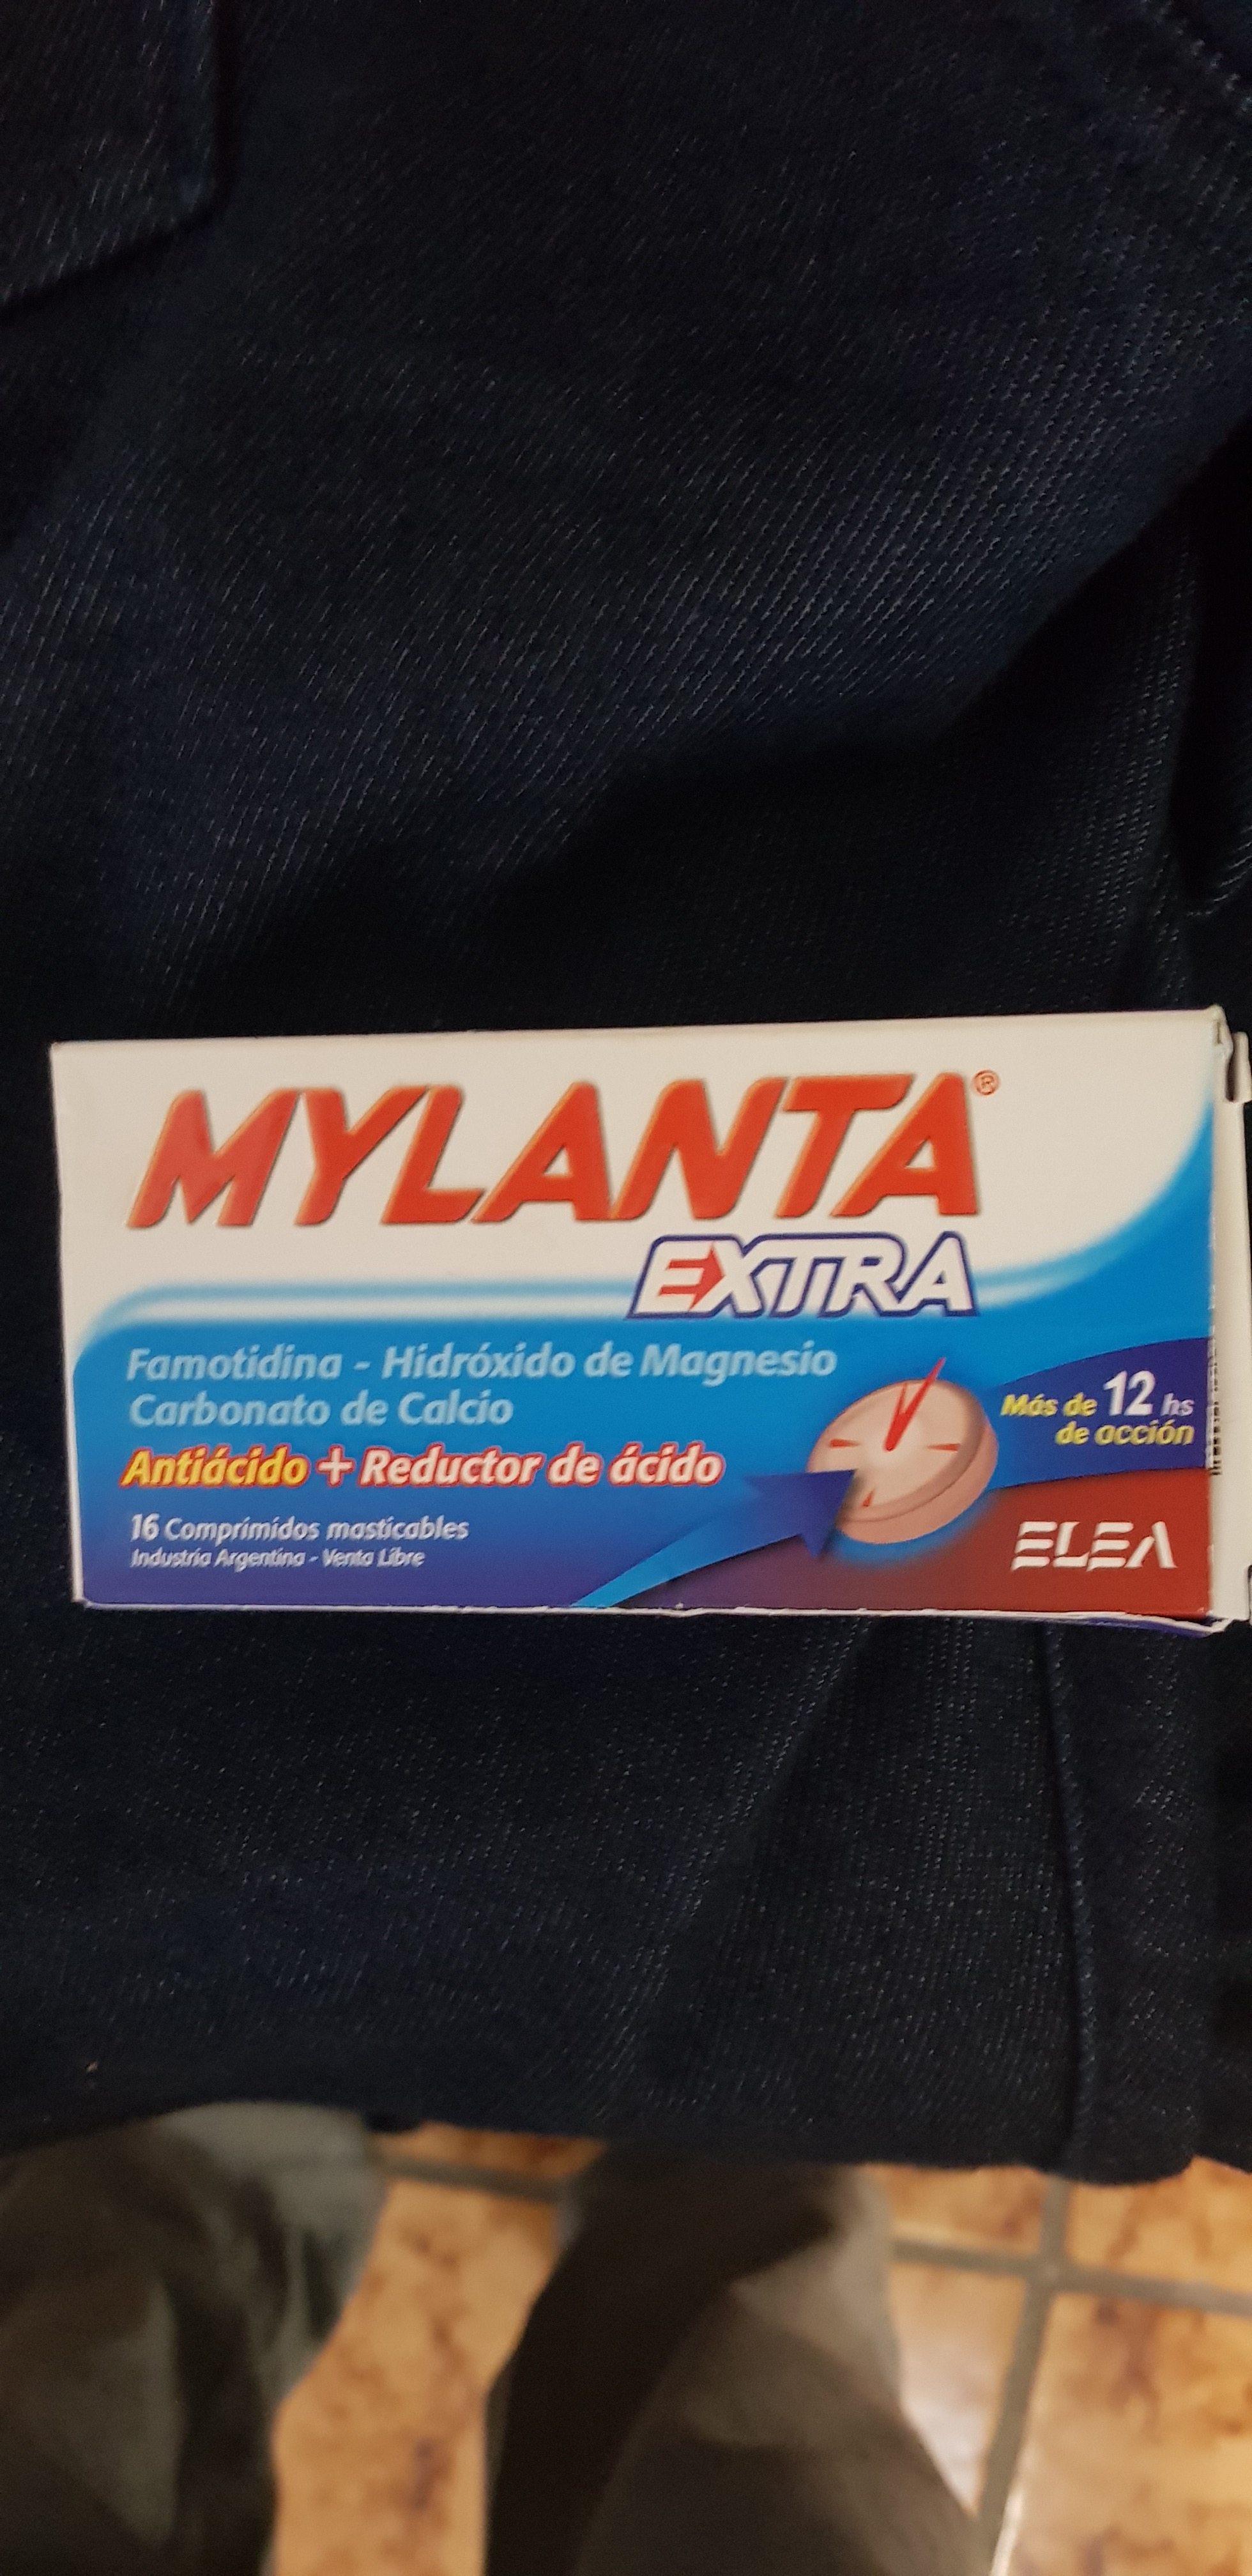 MYLANTA®
EXTRA
Famotidina - Hidróxido de Magnesio
Carbonato de Calcio
Antiácido + Reductor de ácido
16 Comprimidos masticables
Industria Argentina - Venta Libre
Más de 12 hs
de acción
ELEA